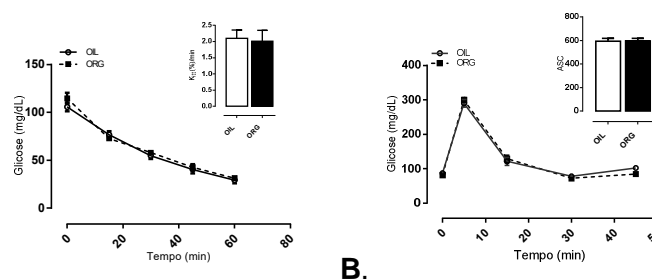 OIL
ORG
Glicose (mg/dL)
150
100
50
0
0
20
40
60
80
Tempo (min)
2.5
2.0
1.5
1.0
0.5
0.0
OIL
ORG
B.
OIL
ORG
Glicose (mg/dL)
400
300
200
100
0
0
10
20
30
40
Tempo (min)
ASC
800
600
400
200
0
OIL
ORG